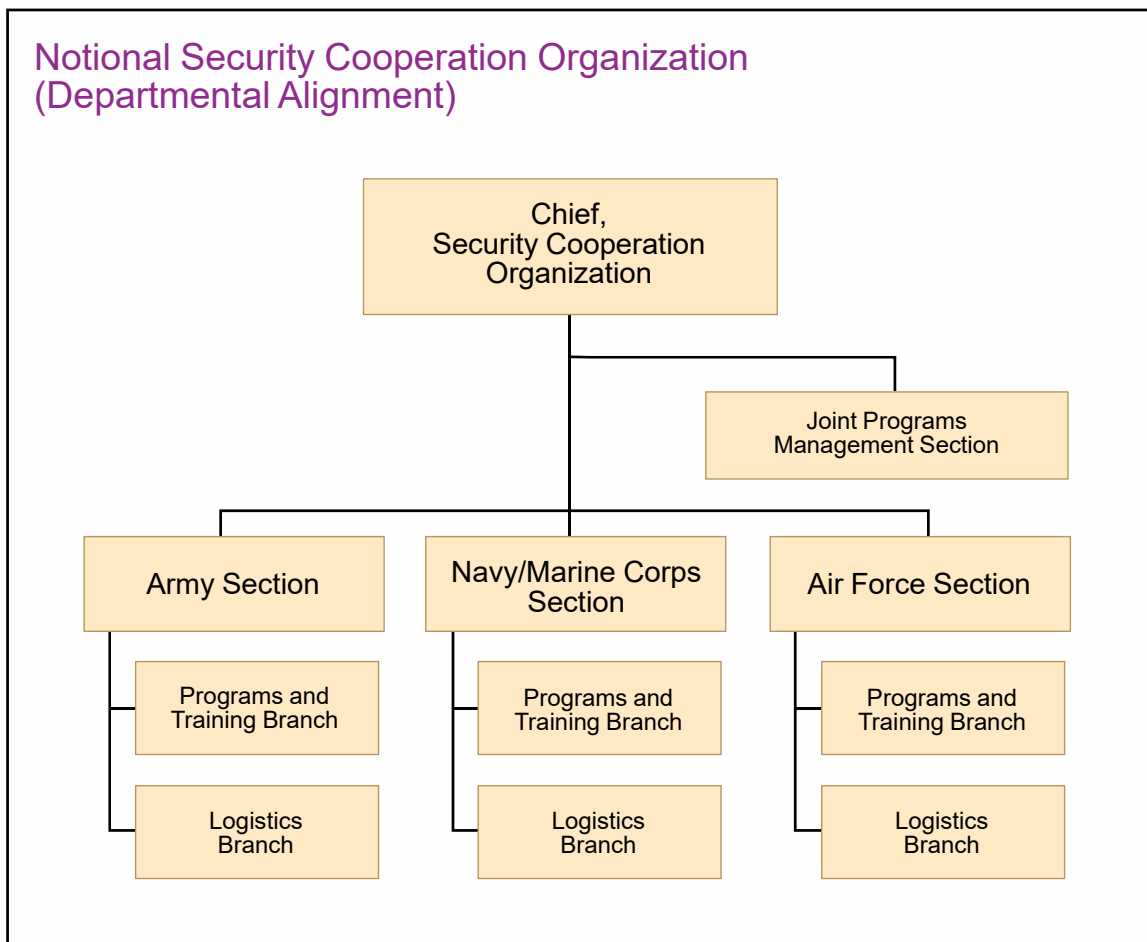 Notional Security Cooperation Organization
(Departmental Alignment)
Chief,
Security Cooperation
Organization
Joint Programs
Management Section
Army Section
Navy/Marine Corps
Section
Air Force Section
Programs and
Training Branch
Programs and
Training Branch
Programs and
Training Branch
Logistics
Branch
Logistics
Branch
Logistics
Branch